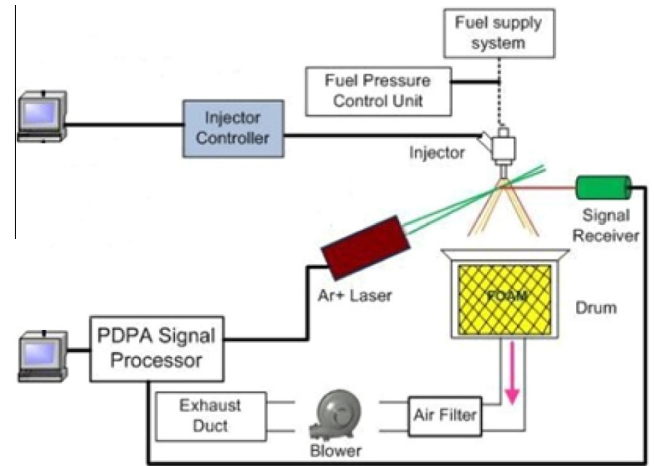 Fuel supply
system
Fuel Pressure
Control Unit
Injector
Controller
Injector
Signal
Receiver
Ar+ Laser
FOAM
Drum
PDPA Signal
Processor
Exhaust
Duct
Air Filter
Blower